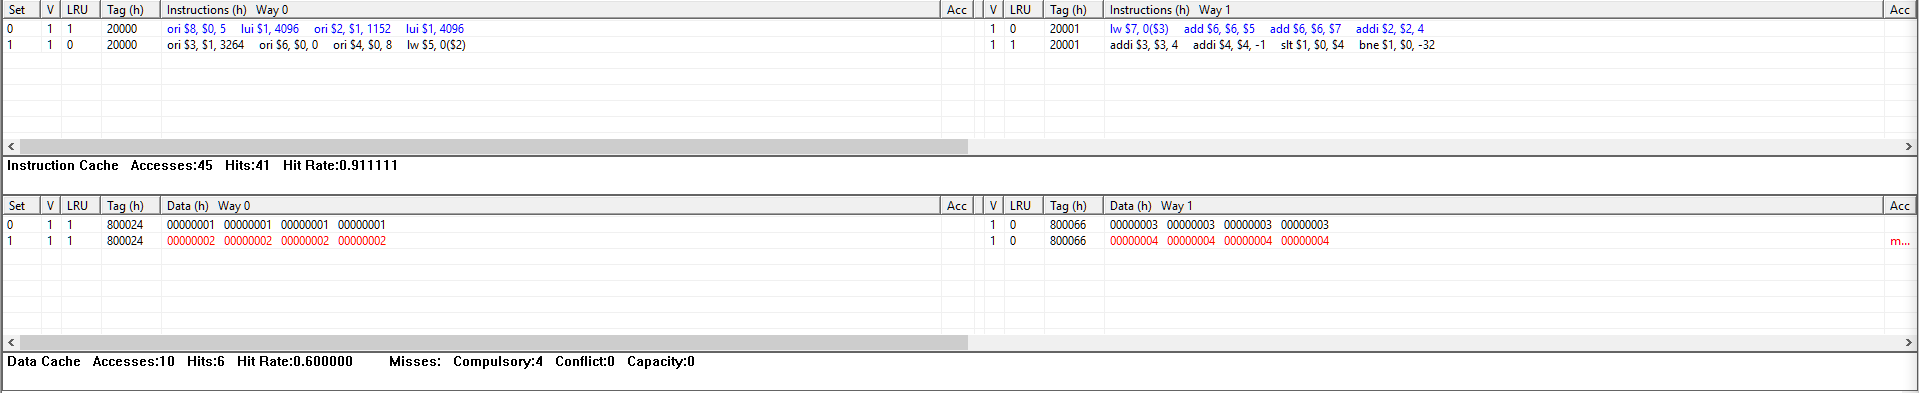 Set V LRU Tag (h) Instructions (h) Way 0 Acc V LRU Tag (h) Instructions (h) Way 1 Acc
0 1 1 20000 ori $8, $0, 5 lui $1, 4096 ori $2, $1, 1152 lui $1, 4096 1 0 20001 lw $7, 0($3) add $6, $6, $5 add $6, $6, $7 addi $2, $2, 4
1 1 0 20000 ori $3, $1, 3264 ori $6, $0, 0 ori $4, $0, 8 lw $5, 0($2) 1 1 20001 addi $3, $3, 4 addi $4, $4, -1 slt $1, $0, $4 bne $1, $0, -32
Instruction Cache Accesses:45 Hits:41 Hit Rate:0.911111
Set V LRU Tag (h) Data (h) Way 0 Acc V LRU Tag (h) Data (h) Way 1 Acc
0 1 1 800024 00000001 00000001 00000001 00000001 1 0 800066 00000003 00000003 00000003 00000003
1 1 1 800024 00000002 00000002 00000002 00000002 1 0 800066 00000004 00000004 00000004 00000004 m...
Data Cache Accesses:10 Hits:6 Hit Rate:0.600000 Misses: Compulsory:4 Conflict:0 Capacity:0